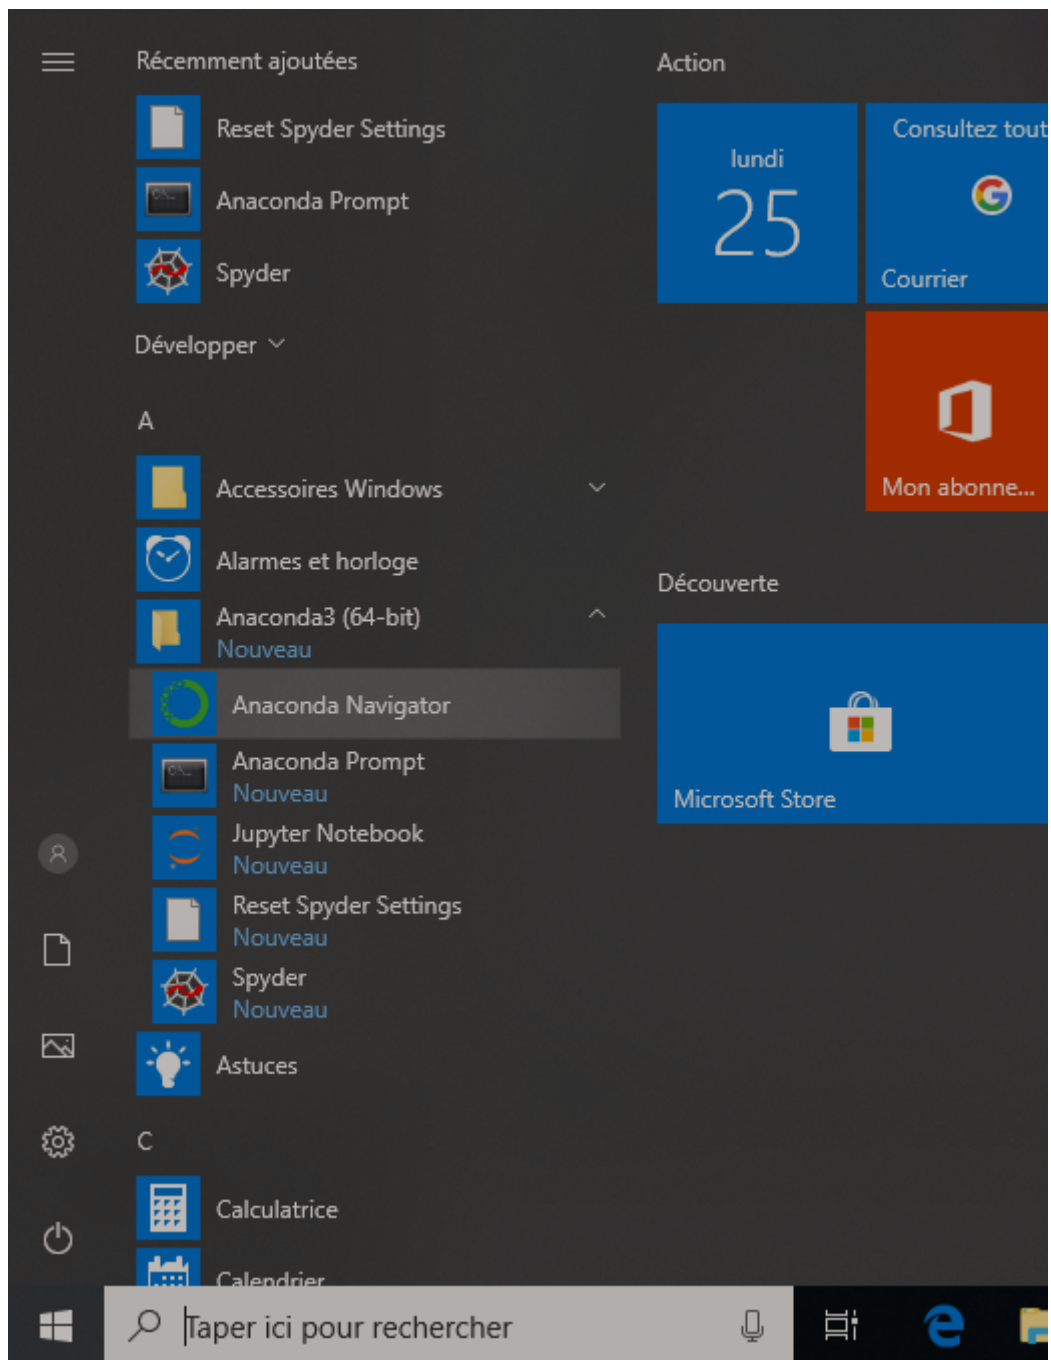 Récemment ajoutées
Reset Spyder Settings
Anaconda Prompt
Spyder
Développer
A
Accessoires Windows
Alarmes et horloge
Anaconda3 (64-bit)
Nouveau
Anaconda Navigator
Anaconda Prompt
Nouveau
Jupyter Notebook
Nouveau
Reset Spyder Settings
Nouveau
Spyder
Nouveau
Astuces
C
Calculatrice
Calendrier
Action
lundi
25
Consultez tout
Courrier
Mon abonne...
Découverte
Microsoft Store
Taper ici pour rechercher